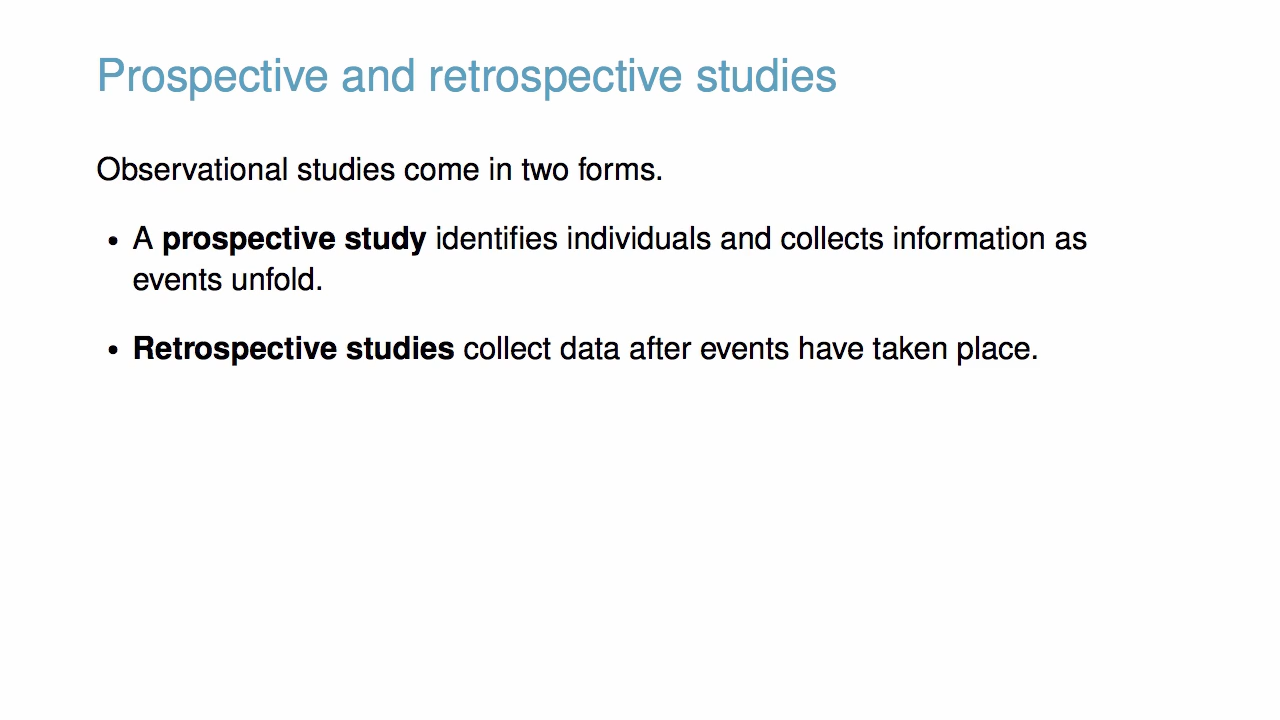 Prospective and retrospective studies
Observational studies come in two forms.
• A prospective study identifies individuals and collects information as
events unfold.
• Retrospective studies collect data after events have taken place.